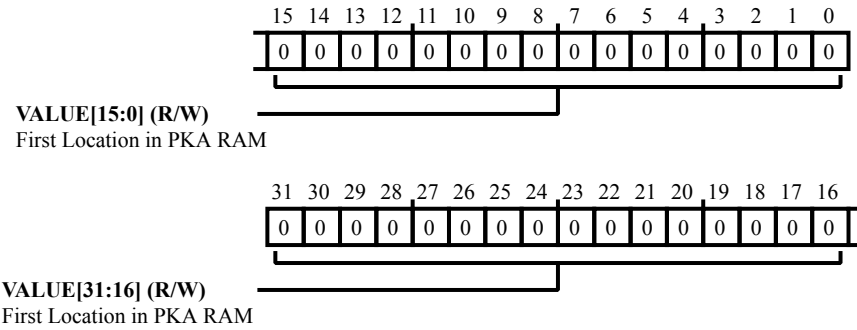 15 14 13 12 11 10 9 8 7 6 5 4 3 2 1 0
0 0 0 0 0 0 0 0 0 0 0 0 0 0 0 0
VALUE[15:0] (R/W)
First Location in PKA RAM
31 30 29 28 27 26 25 24 23 22 21 20 19 18 17 16
0 0 0 0 0 0 0 0 0 0 0 0 0 0 0 0
VALUE[31:16] (R/W)
First Location in PKA RAM